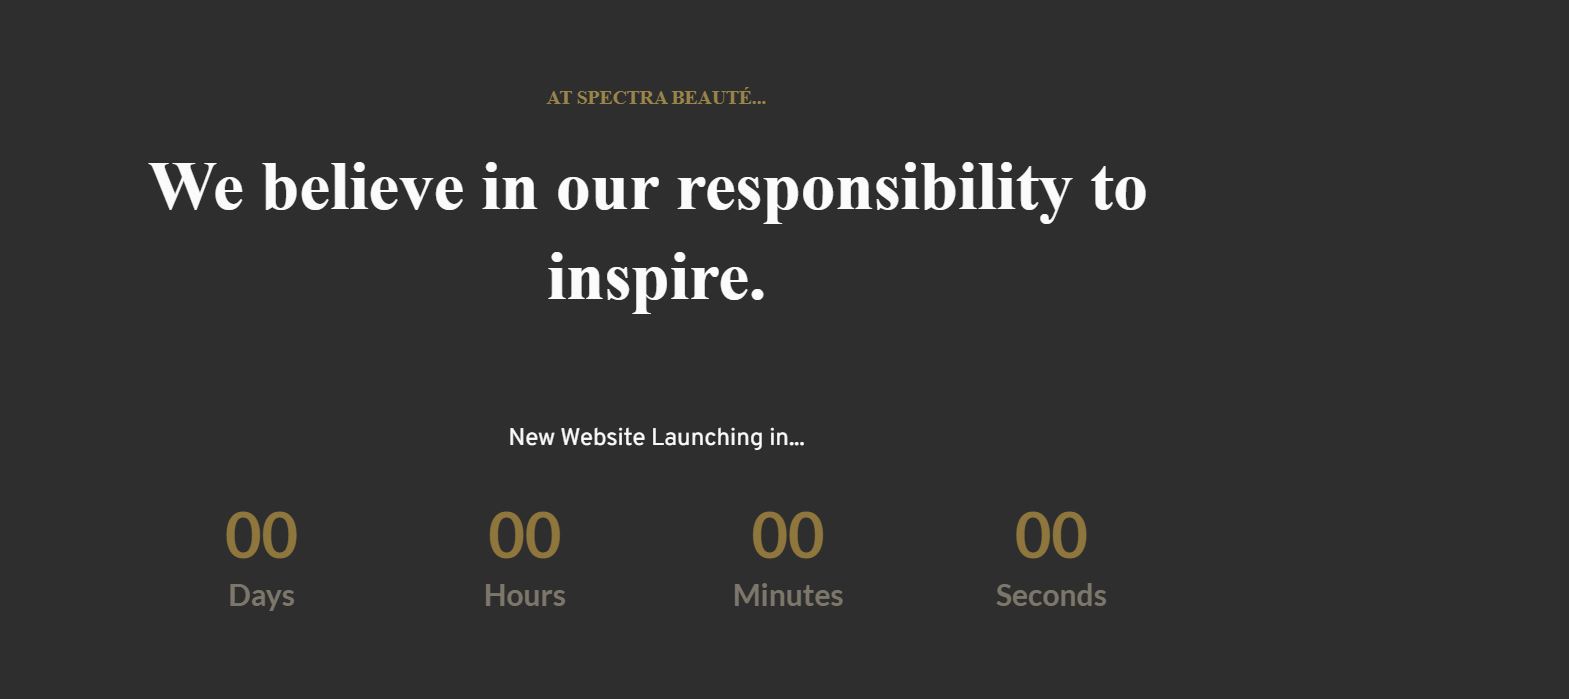 AT SPECTRA BEAUTÉ...
We believe in our responsibility to
inspire.
New Website Launching in...
00 00 00 00
Days Hours Minutes Seconds